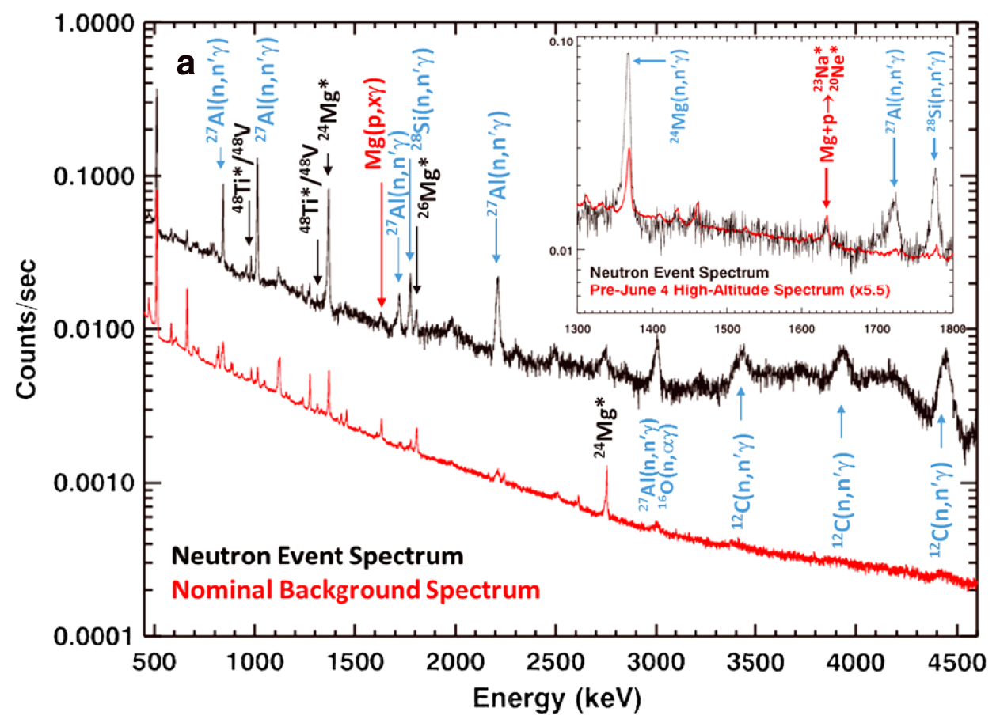 a
1.0000
0.1000
0.0100
0.0010
0.0001
Counts/sec
500 1000 1500 2000 2500 3000 3500 4000 4500
Energy (keV)
²⁷Al(n,n′γ)
⁴⁸Ti*/⁴⁸V
²⁷Al(n,n′γ)
⁴⁸Ti*/⁴⁸V
²⁴Mg*
Mg(p,xγ)
²⁷Al(n,n′γ)
²⁸Si(n,n′γ)
²⁶Mg*
²⁷Al(n,n′γ)
²⁴Mg*
²⁷Al(n,n′γ)
¹⁶O(n,αγ)
¹²C(n,n′γ)
¹²C(n,n′γ)
¹²C(n,n′γ)
Neutron Event Spectrum
Nominal Background Spectrum
0.10
0.01
²⁴Mg(n,n′γ)
Mg+p→
²³Na*
²⁰Ne*
²⁷Al(n,n′γ)
²⁸Si(n,n′γ)
Neutron Event Spectrum
Pre-June 4 High-Altitude Spectrum (x5.5)
1300 1400 1500 1600 1700 1800